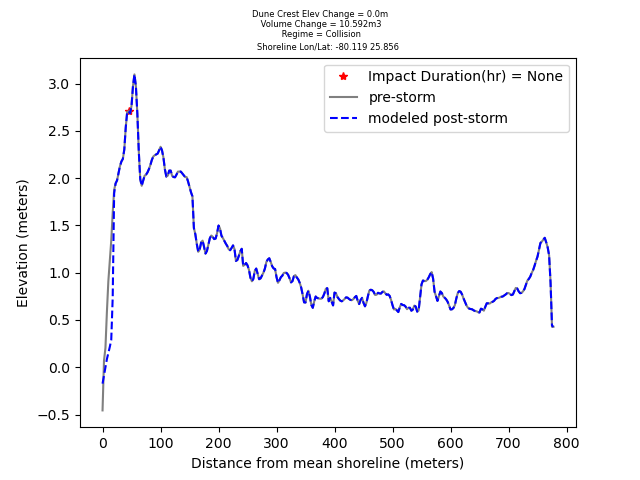 Dune Crest Elev Change = 0.0m
Volume Change = 10.592m3
Regime = Collision
Shoreline Lon/Lat: -80.119 25.856
Impact Duration(hr) = None
pre-storm
modeled post-storm
Elevation (meters)
3.0
2.5
2.0
1.5
1.0
0.5
0.0
−0.5
0 100 200 300 400 500 600 700 800
Distance from mean shoreline (meters)